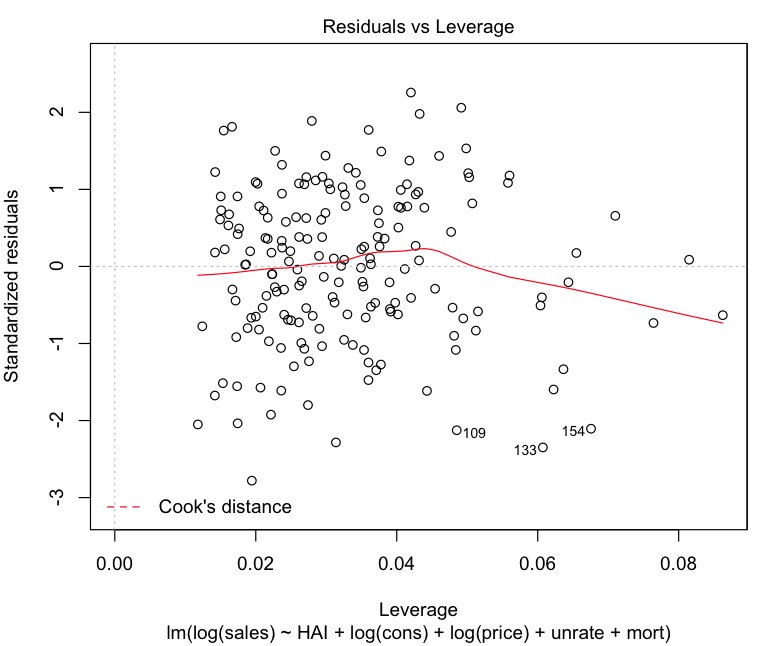 Residuals vs Leverage
Standardized residuals
2
1
0
-1
-2
-3
109
133
154
Cook's distance
0.00 0.02 0.04 0.06 0.08
Leverage
lm(log(sales) ~ HAI + log(cons) + log(price) + unrate + mort)